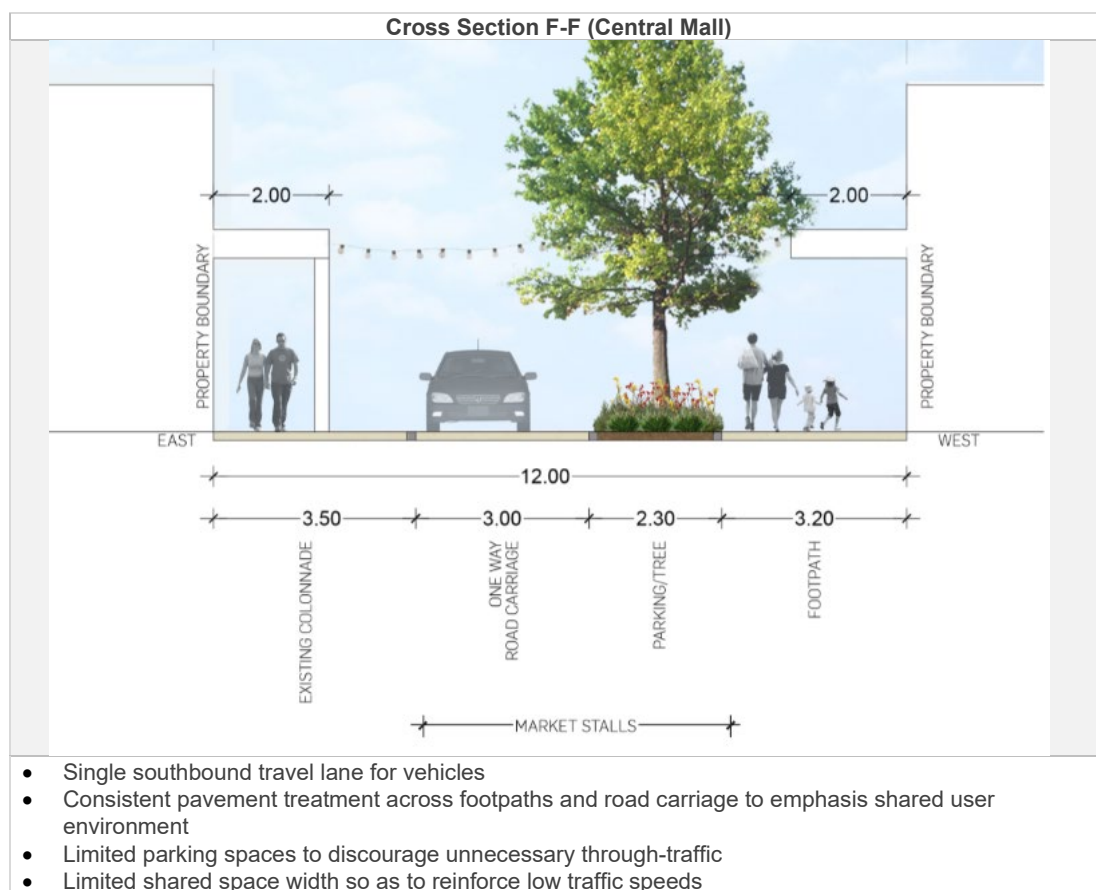 Cross Section F-F (Central Mall)
2.00
2.00
PROPERTY BOUNDARY
PROPERTY BOUNDARY
EAST
WEST
12.00
3.50
3.00
2.30
3.20
EXISTING COLONNADE
ONE WAY
ROAD CARRIAGE
PARKING/TREE
FOOTPATH
MARKET STALLS
• Single southbound travel lane for vehicles
• Consistent pavement treatment across footpaths and road carriage to emphasis shared user
environment
• Limited parking spaces to discourage unnecessary through-traffic
• Limited shared space width so as to reinforce low traffic speeds